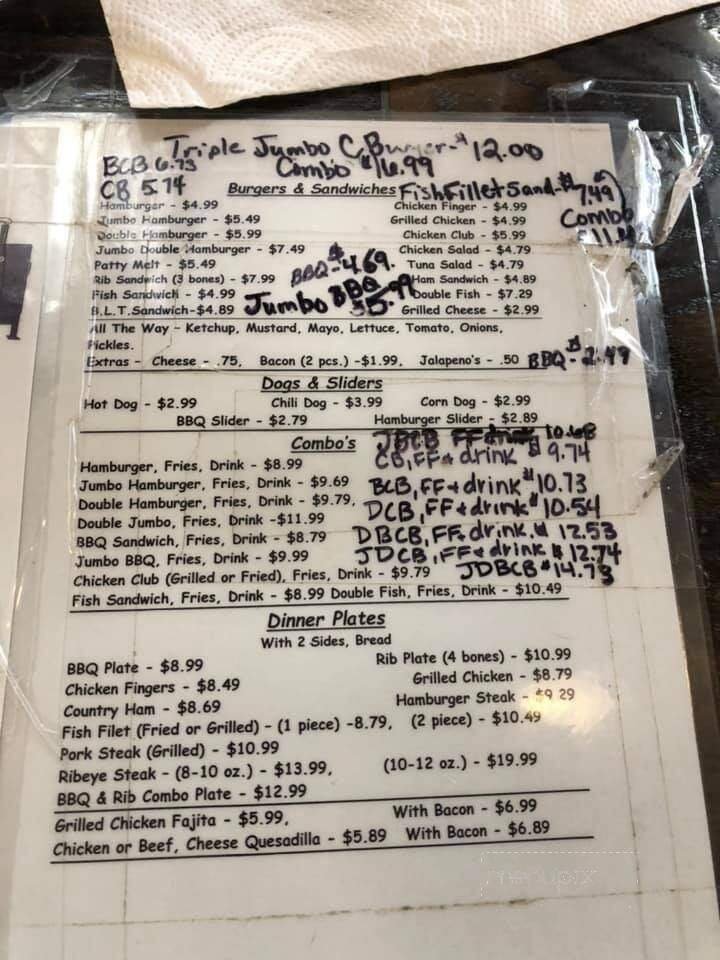 Triple Jumbo C.Burger-$12.00
BCB 6.73 Combo $16.99
CB 5.74 Burgers & Sandwiches Fish Fillet Sand-$7.49
Hamburger - $4.99 Chicken Finger - $4.99 Combo
Jumbo Hamburger - $5.49 Grilled Chicken - $4.99
Double Hamburger - $5.99 Chicken Club - $5.99
Jumbo Double Hamburger - $7.49 Chicken Salad - $4.79
Patty Melt - $5.49 BBQ-$4.69. Tuna Salad - $4.79
Rib Sandwich (3 bones) - $7.99 Ham Sandwich - $4.89
Fish Sandwich - $4.99 Jumbo BBQ $5.99 Double Fish - $7.29
B.L.T.Sandwich-$4.89 Grilled Cheese - $2.99
All The Way - Ketchup, Mustard, Mayo, Lettuce, Tomato, Onions,
Pickles.
Extras - Cheese - .75, Bacon (2 pcs.) -$1.99, Jalapeno's - .50 BBQ-$2.49
Dogs & Sliders
Hot Dog - $2.99 Chili Dog - $3.99 Corn Dog - $2.99
BBQ Slider - $2.79 Hamburger Slider - $2.89
Combo's JBCB FF drink 10.68
Hamburger, Fries, Drink - $8.99 CB,FF+drink $9.74
Jumbo Hamburger, Fries, Drink - $9.69 BCB,FF+drink $10.73
Double Hamburger, Fries, Drink - $9.79, DCB,FF+drink $10.54
Double Jumbo, Fries, Drink -$11.99 DBCB,FF+drink. 12.53
BBQ Sandwich, Fries, Drink - $8.79 JDCB,FF+drink $12.74
Jumbo BBQ, Fries, Drink - $9.99 JDBCB $14.73
Chicken Club (Grilled or Fried), Fries, Drink - $9.79
Fish Sandwich, Fries, Drink - $8.99 Double Fish, Fries, Drink - $10.49
Dinner Plates
With 2 Sides, Bread
BBQ Plate - $8.99 Rib Plate (4 bones) - $10.99
Chicken Fingers - $8.49 Grilled Chicken - $8.79
Country Ham - $8.69 Hamburger Steak - $9.29
Fish Filet (Fried or Grilled) - (1 piece) -8.79, (2 piece) - $10.49
Pork Steak (Grilled) - $10.99
Ribeye Steak - (8-10 oz.) - $13.99, (10-12 oz.) - $19.99
BBQ & Rib Combo Plate - $12.99
Grilled Chicken Fajita - $5.99, With Bacon - $6.99
Chicken or Beef, Cheese Quesadilla - $5.89 With Bacon - $6.89